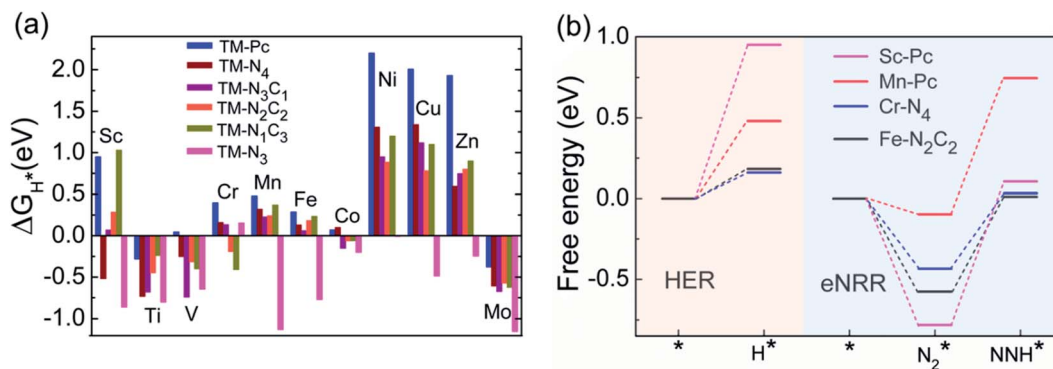 (a)
ΔG_H*(eV)
2.0
1.5
1.0
0.5
0.0
-0.5
-1.0
TM-Pc
TM-N₄
TM-N₃C₁
TM-N₂C₂
TM-N₁C₃
TM-N₃
Sc
Ti
V
Cr
Mn
Fe
Co
Ni
Cu
Zn
Mo
(b)
Free energy (eV)
1.0
0.5
0.0
-0.5
Sc-Pc
Mn-Pc
Cr-N₄
Fe-N₂C₂
HER
eNRR
* H* * N₂* NNH*